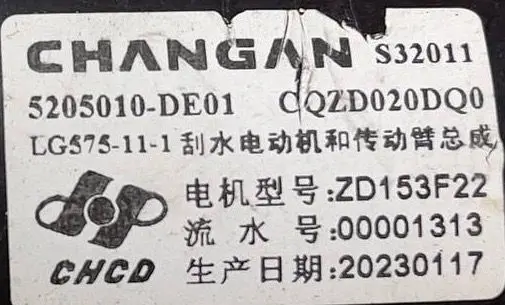 CHANGAN S32011
5205010-DE01 CQZD020DQ0
LG575-11-1 刮水电动机和传动臂总成
电机型号:ZD153F22
流水号:00001313
CHCD 生产日期:20230117